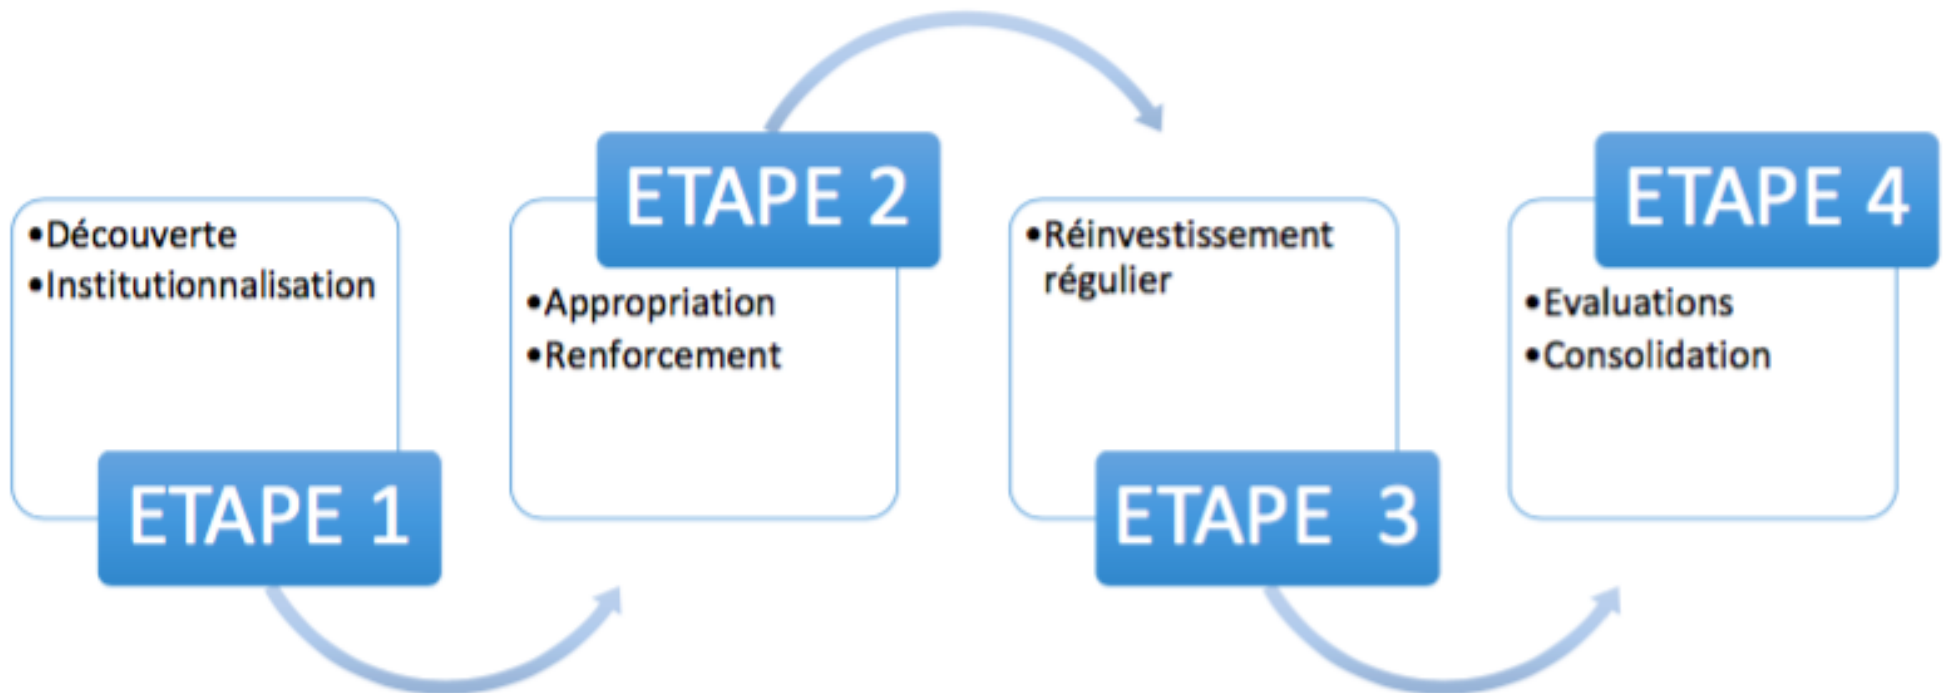 •Découverte
•Institutionnalisation
ETAPE 1
ETAPE 2
•Appropriation
•Renforcement
•Réinvestissement
régulier
ETAPE  3
ETAPE 4
•Evaluations
•Consolidation